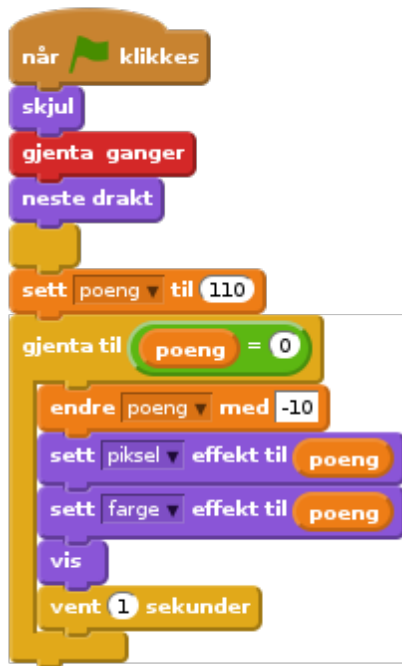 når klikkes
skjul
gjenta ganger
neste drakt
sett poeng til 110
gjenta til poeng = 0
endre poeng med -10
sett piksel effekt til poeng
sett farge effekt til poeng
vis
vent 1 sekunder